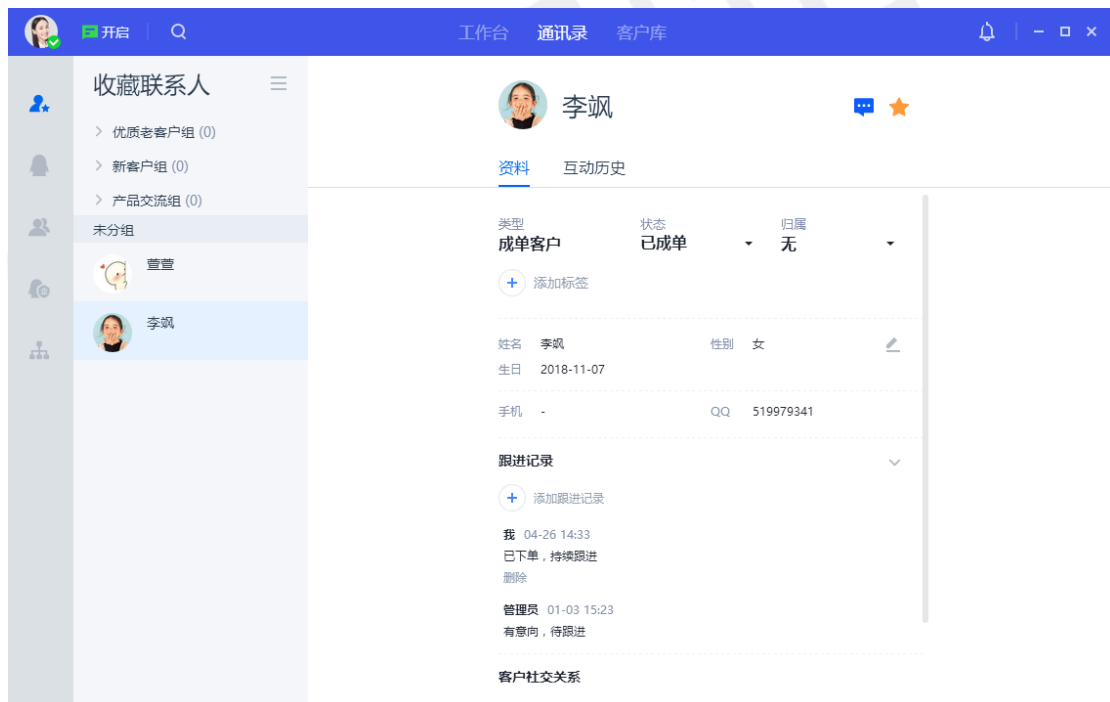 开启
工作台 通讯录 客户库
收藏联系人
优质老客户组 (0)
新客户组 (0)
产品交流组 (0)
未分组
萱萱
李飒
李飒
资料 互动历史
类型 状态 归属
成单客户 已成单 无
添加标签
姓名 李飒 性别 女
生日 2018-11-07
手机 - QQ 519979341
跟进记录
添加跟进记录
我 04-26 14:33
已下单，持续跟进
删除
管理员 01-03 15:23
有意向，待跟进
客户社交关系